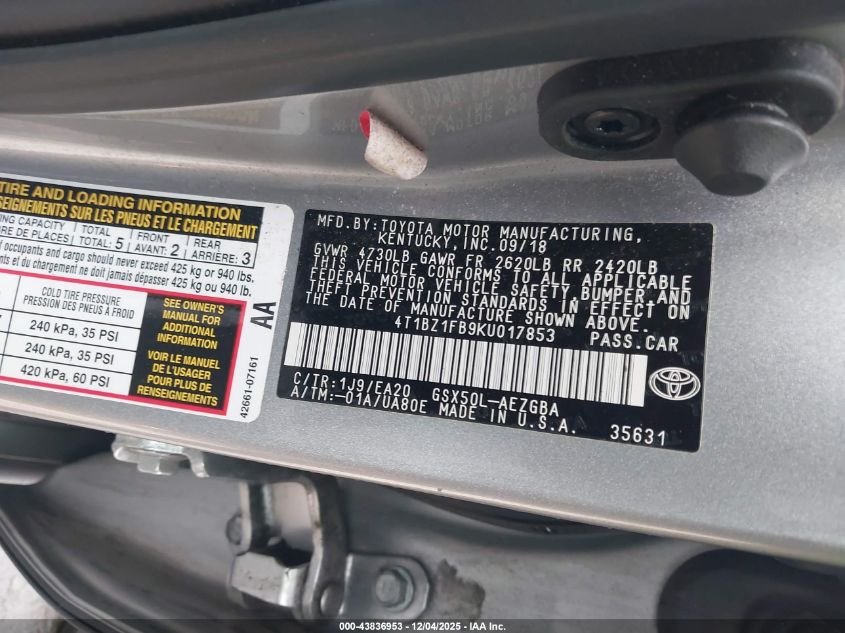 TIRE AND LOADING INFORMATION
RENSEIGNEMENTS SUR LES PNEUS ET LE CHARGEMENT
CAPACITY TOTAL FRONT REAR
DE PLACES TOTAL: 5 AVANT: 2 ARRIÈRE: 3
of occupants and cargo should never exceed 425 kg or 940 lbs.
et du chargement ne doit jamais dépasser 425 kg ou 940 lb.
COLD TIRE PRESSURE
PRESSION DES PNEUS À FROID
240 kPa, 35 PSI
240 kPa, 35 PSI
420 kPa, 60 PSI
SEE OWNER'S
MANUAL FOR
ADDITIONAL
INFORMATION
VOIR LE MANUEL
DE L'USAGER
POUR PLUS DE
RENSEIGNEMENTS
AA
42661-07161
MFD.BY:TOYOTA MOTOR MANUFACTURING,
KENTUCKY,INC.09/18
GVWR 4730LB GAWR FR 2620LB RR 2420LB
THIS VEHICLE CONFORMS TO ALL APPLICABLE
FEDERAL MOTOR VEHICLE SAFETY,BUMPER,AND
THEFT PREVENTION STANDARDS IN EFFECT ON
THE DATE OF MANUFACTURE SHOWN ABOVE.
4T1BZ1FB9KU017853 PASS.CAR
C/TR:1J9/EA20 GSX50L-AEZGBA
A/TM:-01A/UA80E MADE IN U.S.A.
35631
000-43836953 - 12/04/2025 - IAA Inc.